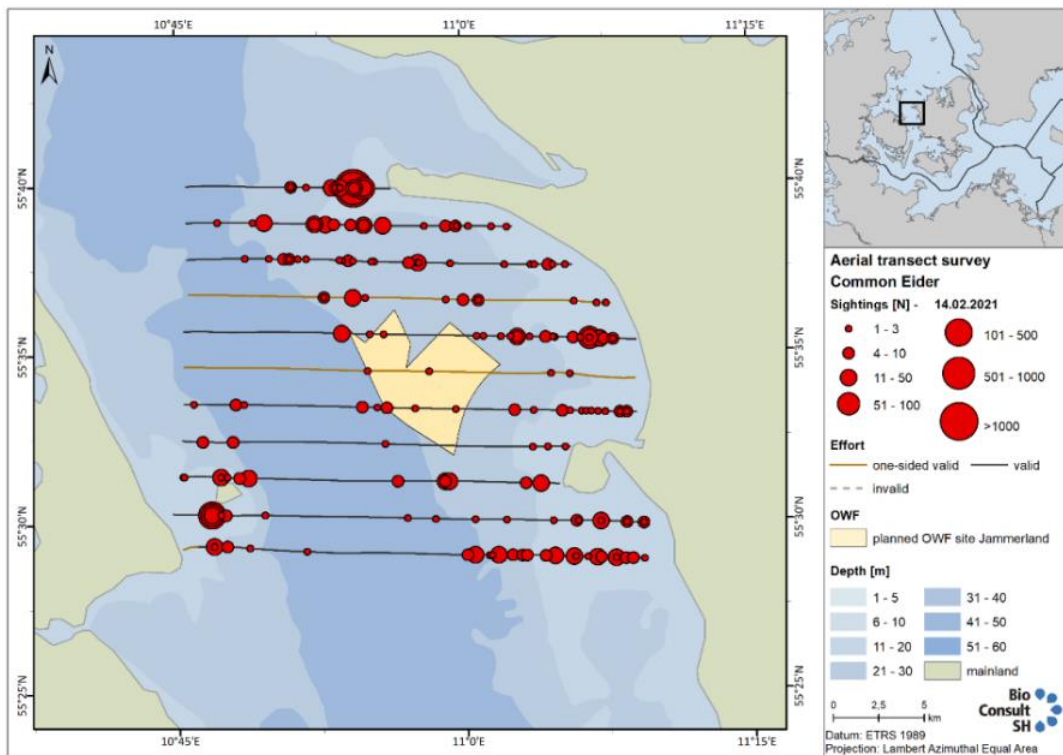 10°45'E
11°0'E
11°15'E
N
55°40'N
55°40'N
55°35'N
55°35'N
55°30'N
55°30'N
55°25'N
55°25'N
10°45'E
11°0'E
11°15'E
Aerial transect survey
Common Eider
Sightings [N] - 14.02.2021
1 - 3
101 - 500
4 - 10
11 - 50
501 - 1000
51 - 100
>1000
Effort
one-sided valid
valid
invalid
OWF
planned OWF site Jammerland
Depth [m]
1 - 5
31 - 40
6 - 10
41 - 50
11 - 20
51 - 60
21 - 30
mainland
0 2,5 5
km
Bio
Consult
SH
Datum: ETRS 1989
Projection: Lambert Azimuthal Equal Area